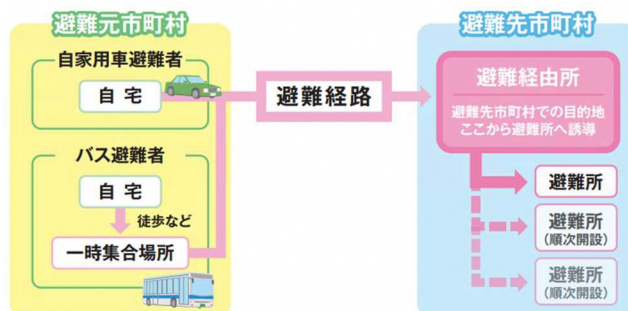 避難元市町村
自家用車避難者
自宅
バス避難者
自宅
徒歩など
一時集合場所
避難経路
避難先市町村
避難経由所
避難先市町村での目的地
ここから避難所へ誘導
避難所
避難所
(順次開設)
避難所
(順次開設)